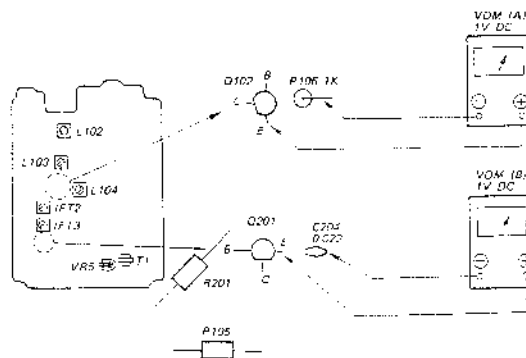 VOM (A)
1V DC
B
Q102
R106 1K
C
E
L102
L103
L104
IFT2
IFT3
VR5
T1
VOM (B)
1V DC
Q201
B
E
C
C204
R201
R105